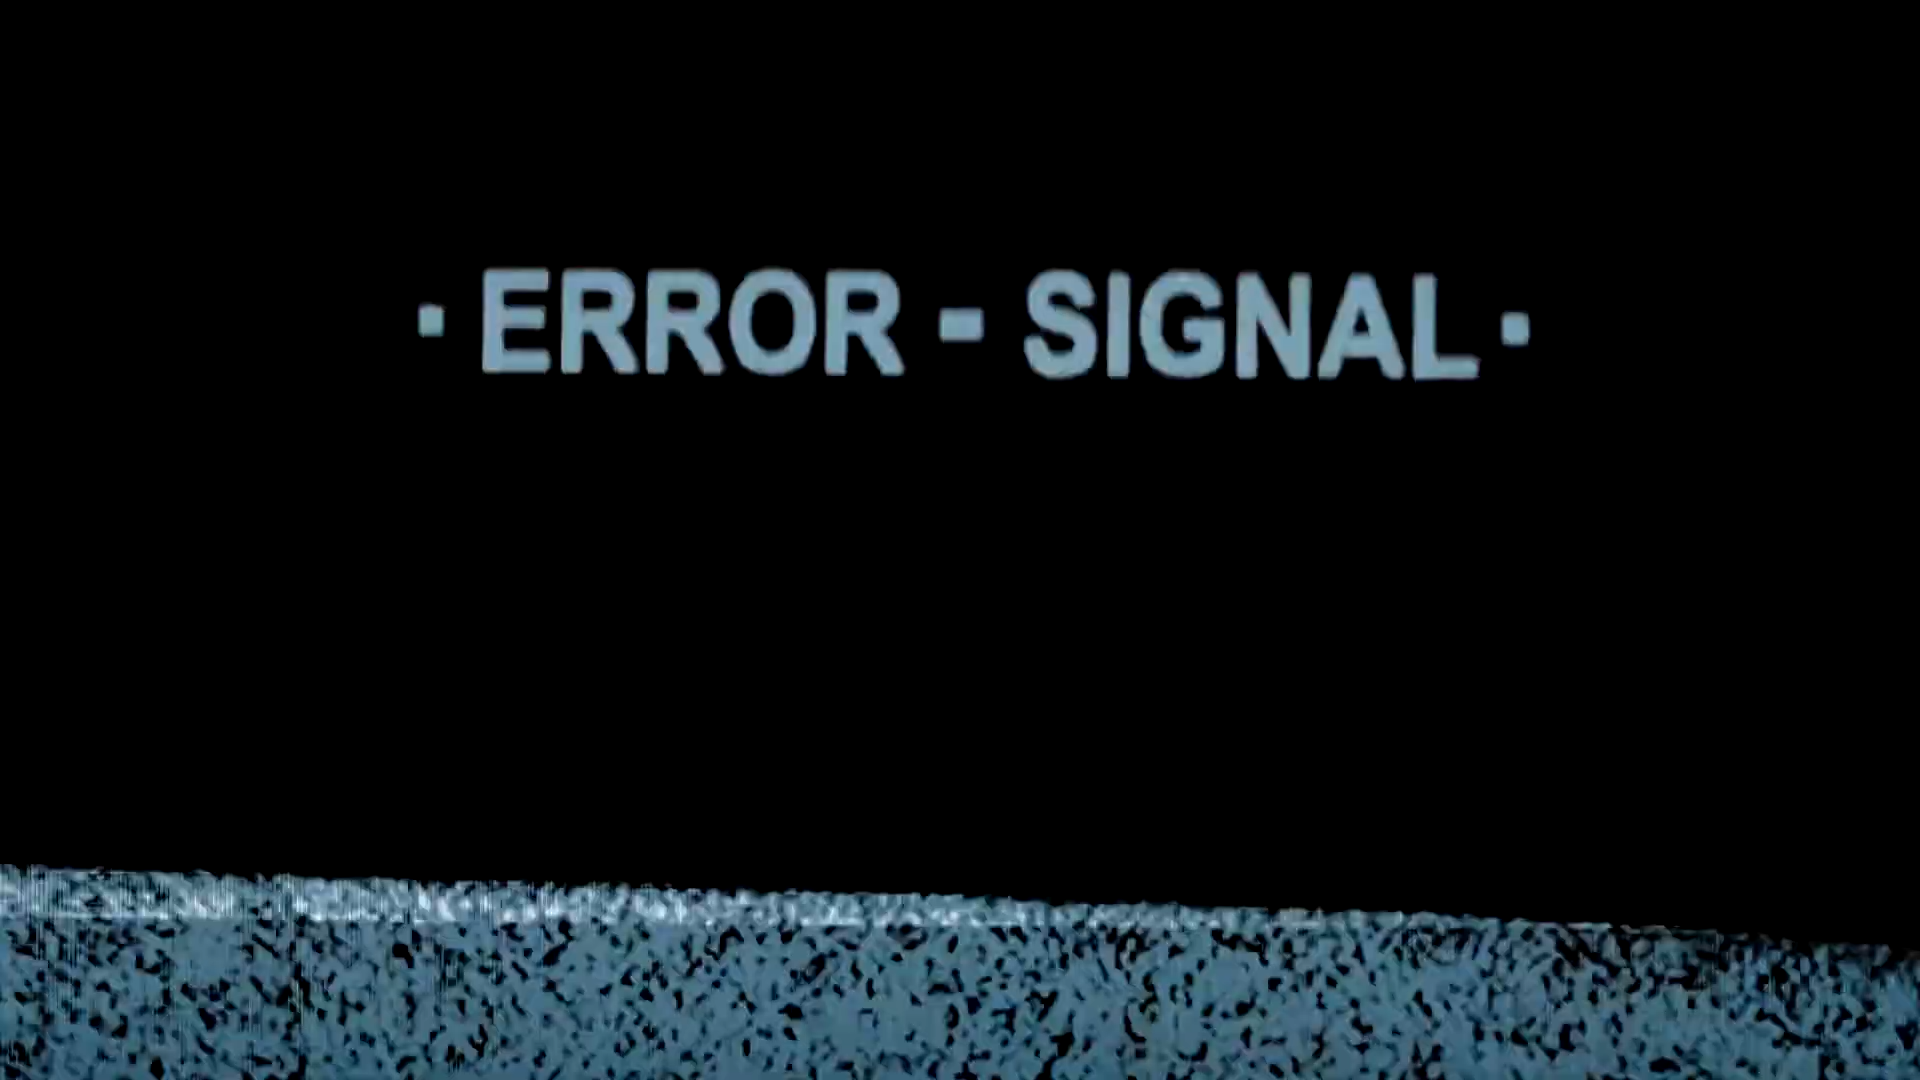 · ERROR - SIGNAL ·